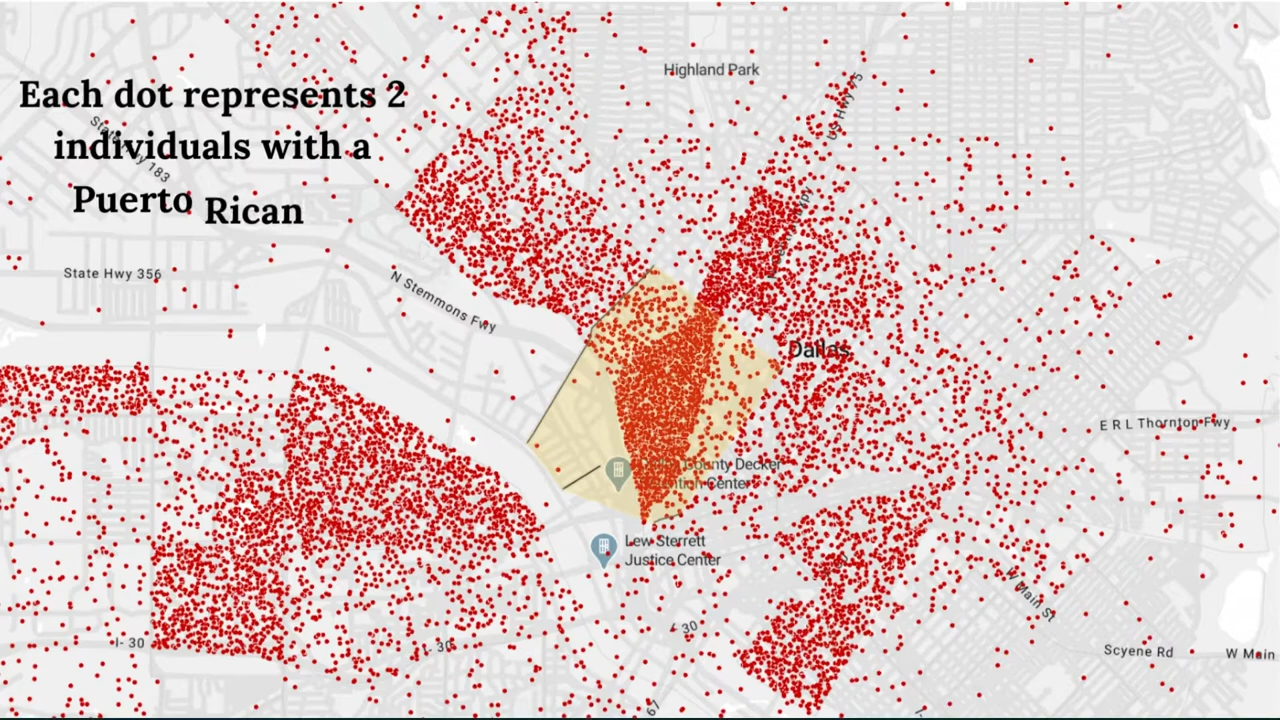 Each dot represents 2
individuals with a
Puerto Rican
Highland Park
State Hwy 356
N Stemmons Fwy
Dallas
E R L Thornton Fwy
County Decker
Center
Lew Sterrett
Justice Center
W Main St
I- 30
I- 30
30
67
Scyene Rd
W Main